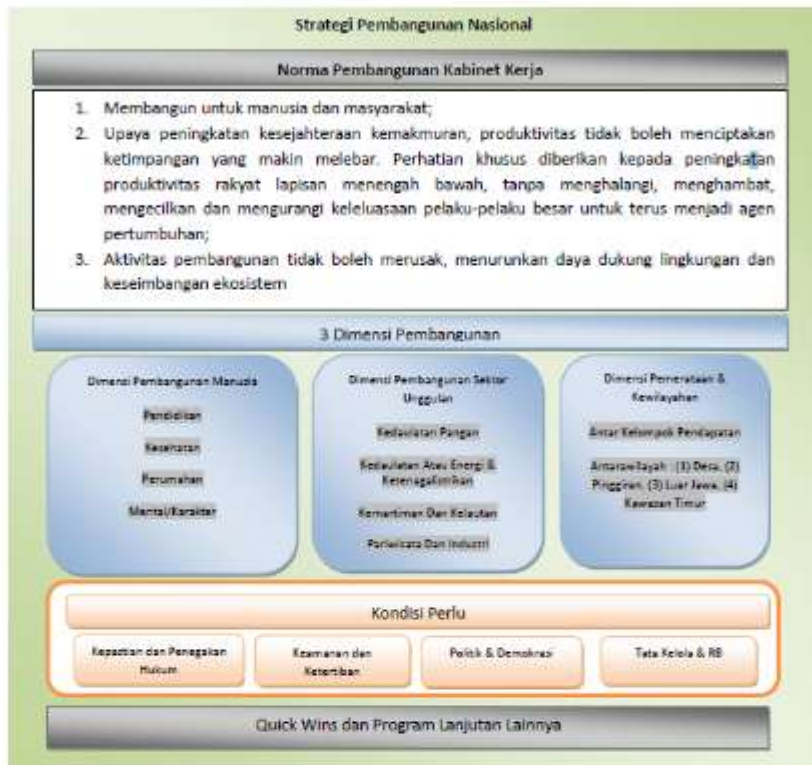 Strategi Pembangunan Nasional
Norma Pembangunan Kabinet Kerja
1. Membangun untuk manusia dan masyarakat;
2. Upaya peningkatan kesejahteraan kemakmuran, produktivitas tidak boleh menciptakan
ketimpangan yang makin melebar. Perhatian khusus diberikan kepada peningkatan
produktivitas rakyat lapisan menengah bawah, tanpa menghalangi, menghambat,
mengecilkan dan mengurangi keleluasaan pelaku-pelaku besar untuk terus menjadi agen
pertumbuhan;
3. Aktivitas pembangunan tidak boleh merusak, menurunkan daya dukung lingkungan dan
keseimbangan ekosistem
3 Dimensi Pembangunan
Dimensi Pembangunan Manusia
Pendidikan
Kesehatan
Perumahan
Mental/Karakter
Dimensi Pembangunan Sektor
Unggulan
Kedaulatan Pangan
Kedaulatan Atau Energi &
Ketenagalistrikan
Kemaritiman Dan Kelautan
Pariwisata Dan Industri
Dimensi Pemerataan &
Kewilayahan
Antar Kelompok Pendapatan
Antarawilayah : (1) Desa, (2)
Pinggiran, (3) Luar Jawa, (4)
Kawasan Timur
Kondisi Perlu
Kepastian dan Penegakan
Hukum
Keamanan dan
Ketertiban
Politik & Demokrasi
Tata Kelola & RB
Quick Wins dan Program Lanjutan Lainnya